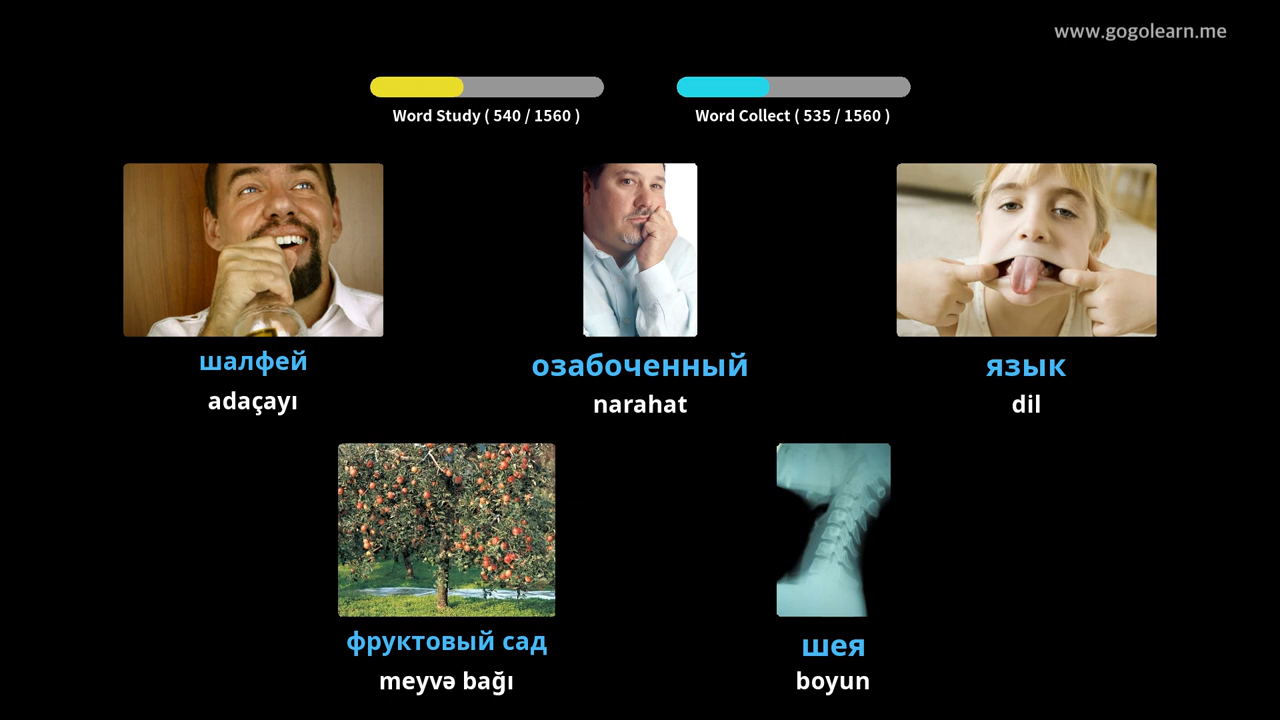 www.gogolearn.me
Word Study ( 540 / 1560 )
Word Collect ( 535 / 1560 )
шалфей
adaçayı
озабоченный
narahat
язык
dil
фруктовый сад
meyvə bağı
шея
boyun